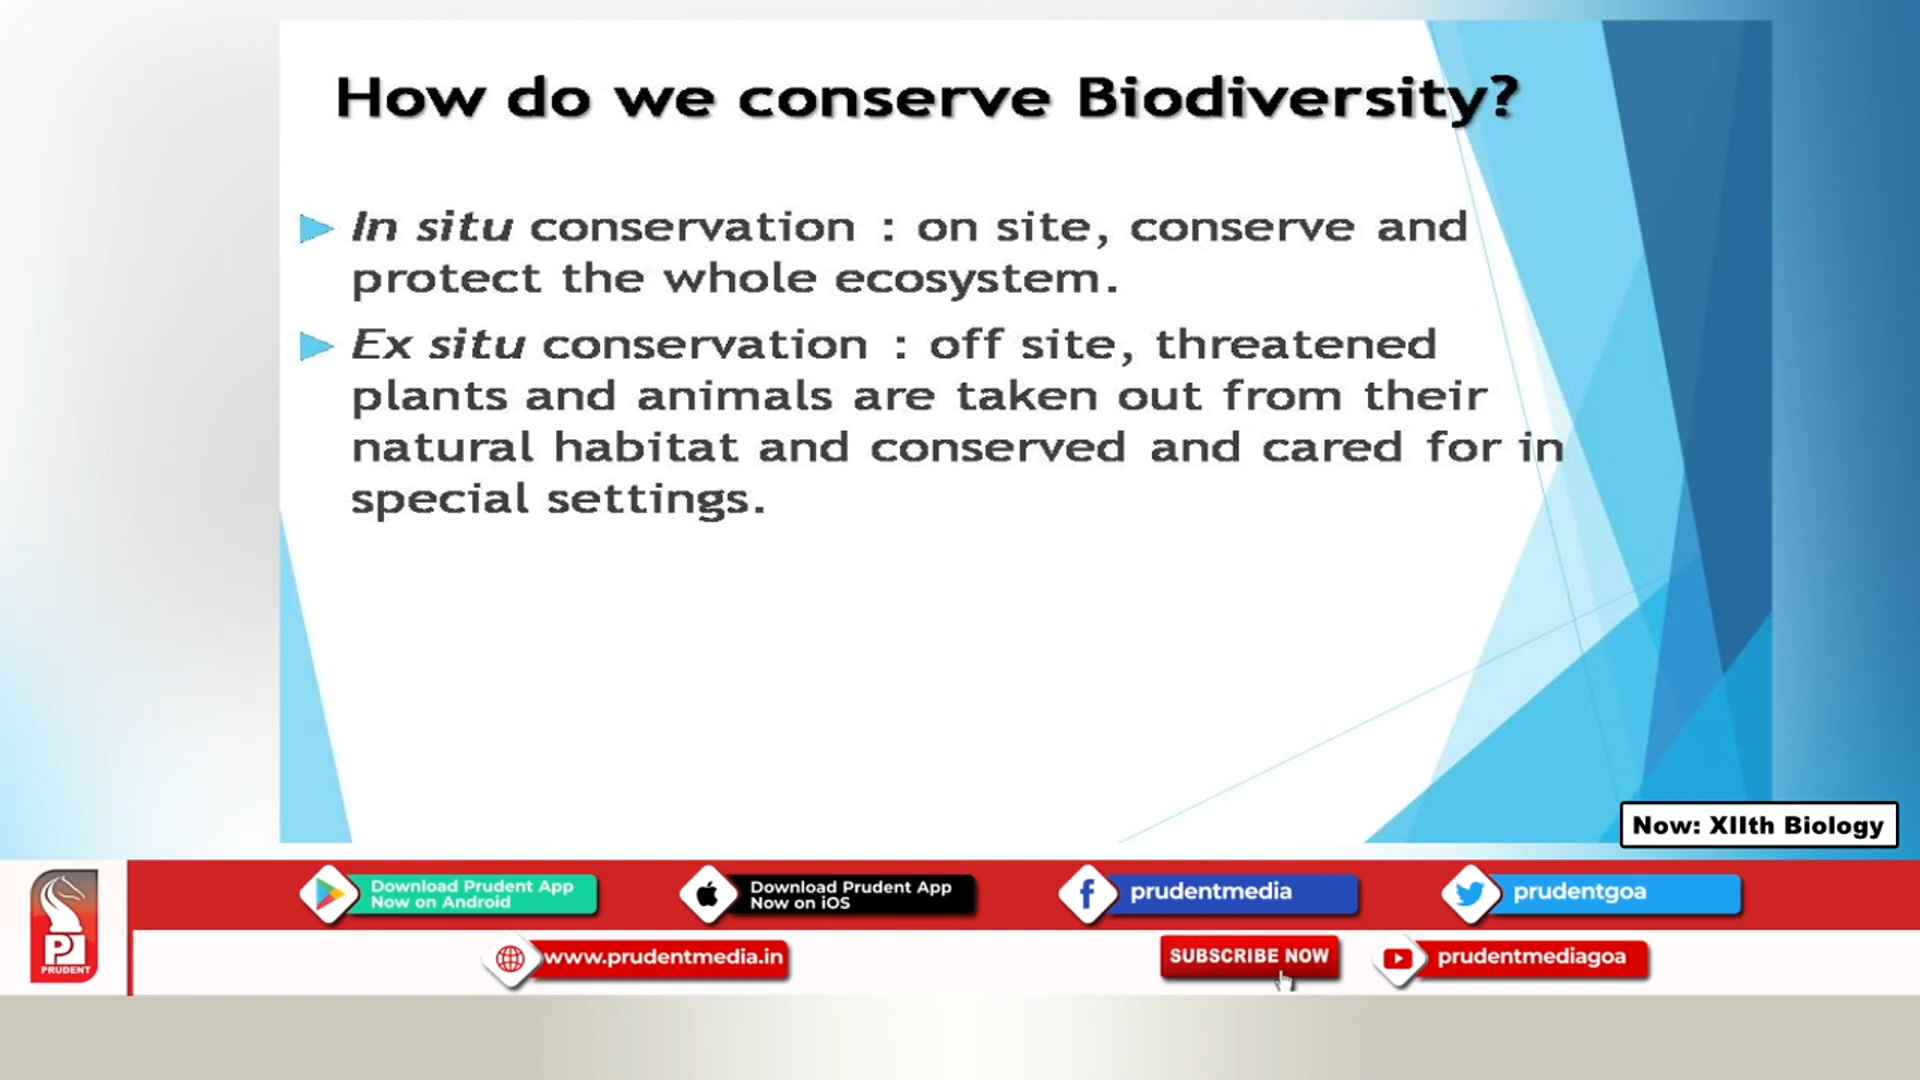 How do we conserve Biodiversity?
In situ conservation : on site, conserve and
protect the whole ecosystem.
Ex situ conservation : off site, threatened
plants and animals are taken out from their
natural habitat and conserved and cared for in
special settings.
Now: XIIth Biology
Download Prudent App
Now on Android
Download Prudent App
Now on iOS
prudentmedia
prudentgoa
PRUDENT
www.prudentmedia.in
SUBSCRIBE NOW
prudentmediagoa